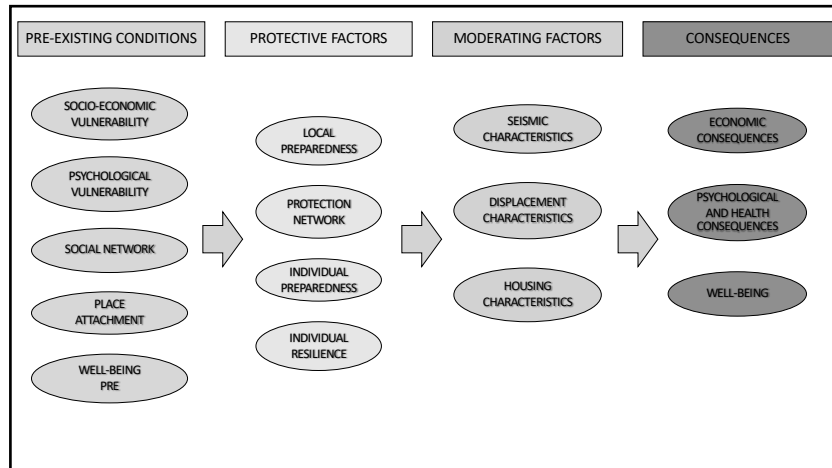 PRE-EXISTING CONDITIONS
PROTECTIVE FACTORS
MODERATING FACTORS
CONSEQUENCES
SOCIO-ECONOMIC
VULNERABILITY
PSYCHOLOGICAL
VULNERABILITY
SOCIAL NETWORK
PLACE
ATTACHMENT
WELL-BEING
PRE
LOCAL
PREPAREDNESS
PROTECTION
NETWORK
INDIVIDUAL
PREPAREDNESS
INDIVIDUAL
RESILIENCE
SEISMIC
CHARACTERISTICS
DISPLACEMENT
CHARACTERISTICS
HOUSING
CHARACTERISTICS
ECONOMIC
CONSEQUENCES
PSYCHOLOGICAL
AND HEALTH
CONSEQUENCES
WELL-BEING